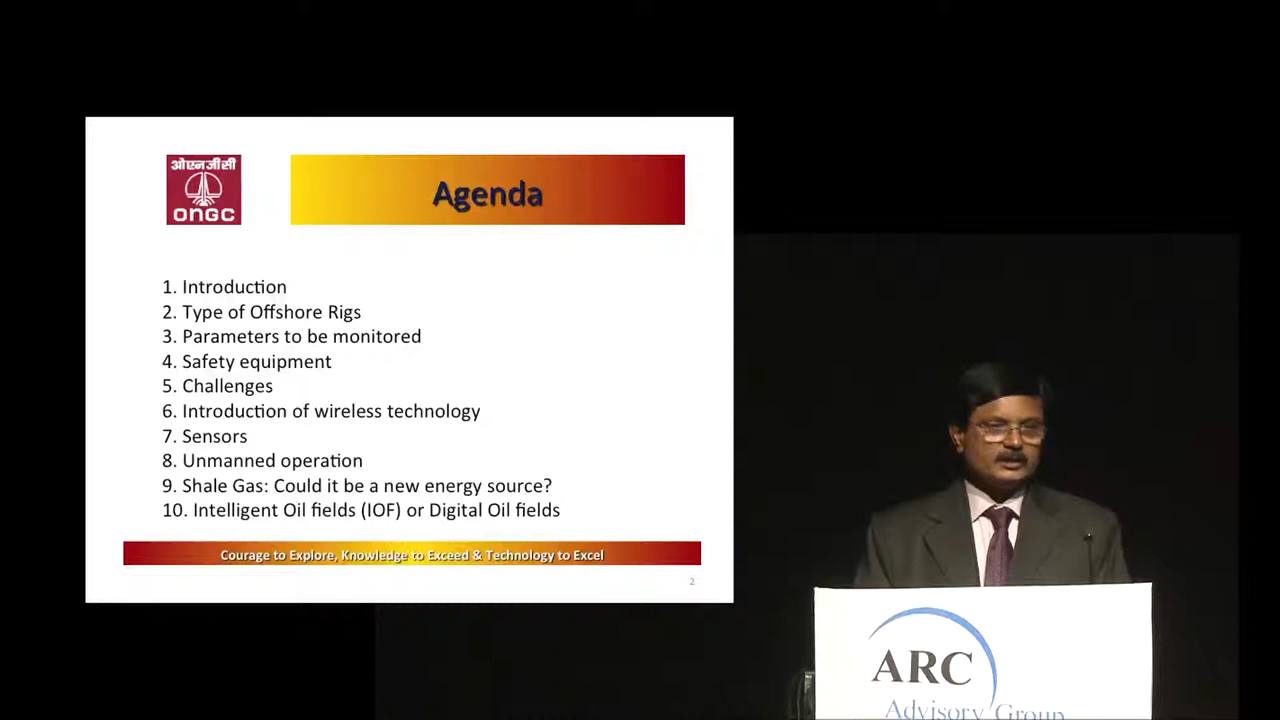 ओएनजीसी
ONGC
Agenda
1. Introduction
2. Type of Offshore Rigs
3. Parameters to be monitored
4. Safety equipment
5. Challenges
6. Introduction of wireless technology
7. Sensors
8. Unmanned operation
9. Shale Gas: Could it be a new energy source?
10. Intelligent Oil fields (IOF) or Digital Oil fields
Courage to Explore, Knowledge to Exceed & Technology to Excel
2
ARC
Advisory Group